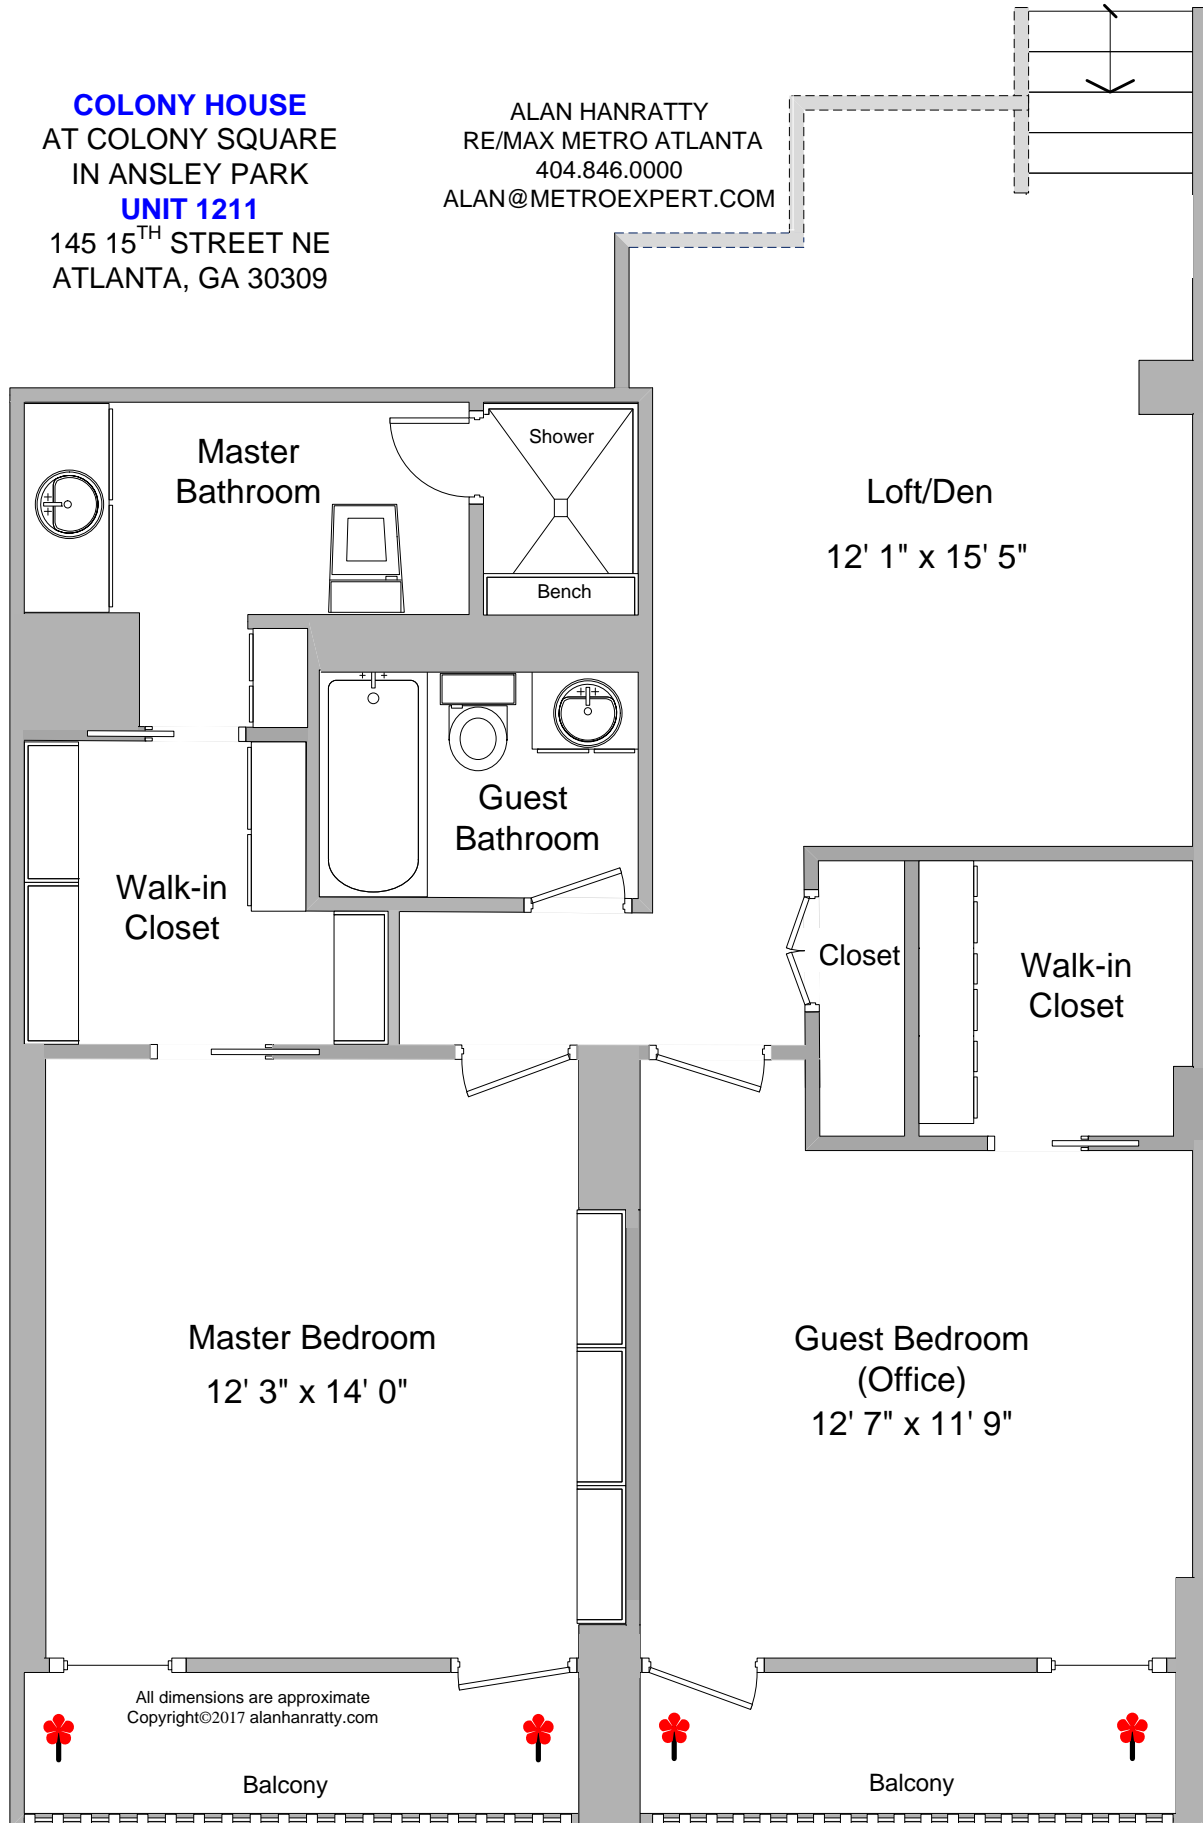 COLONY HOUSE
AT COLONY SQUARE
IN ANSLEY PARK
UNIT 1211
145 15TH STREET NE
ATLANTA, GA 30309
ALAN HANRATTY
RE/MAX METRO ATLANTA
404.846.0000
ALAN@METROEXPERT.COM
Master
Bathroom
Shower
Bench
Loft/Den
12' 1" x 15' 5"
Guest
Bathroom
Walk-in
Closet
Closet
Walk-in
Closet
Master Bedroom
12' 3" x 14' 0"
Guest Bedroom
(Office)
12' 7" x 11' 9"
All dimensions are approximate
Copyright©2017 alanhanratty.com
Balcony
Balcony